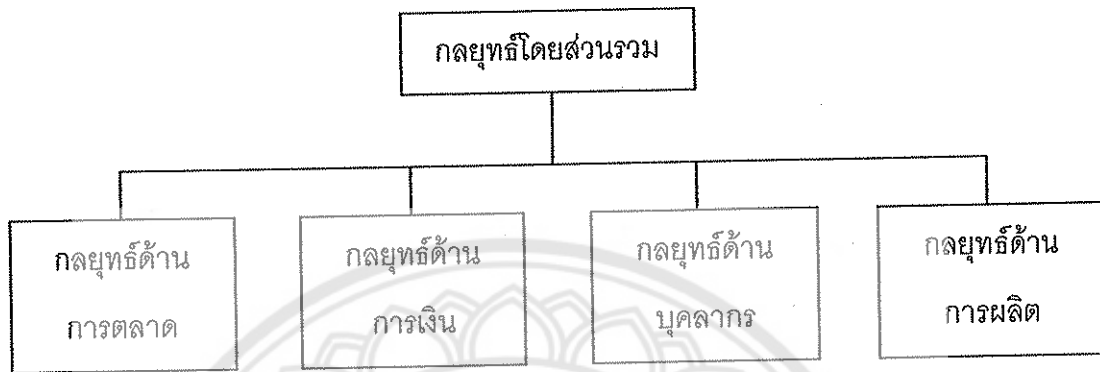 กลยุทธ์โดยส่วนรวม
กลยุทธ์ด้าน
การตลาด
กลยุทธ์ด้าน
การเงิน
กลยุทธ์ด้าน
บุคลากร
กลยุทธ์ด้าน
การผลิต